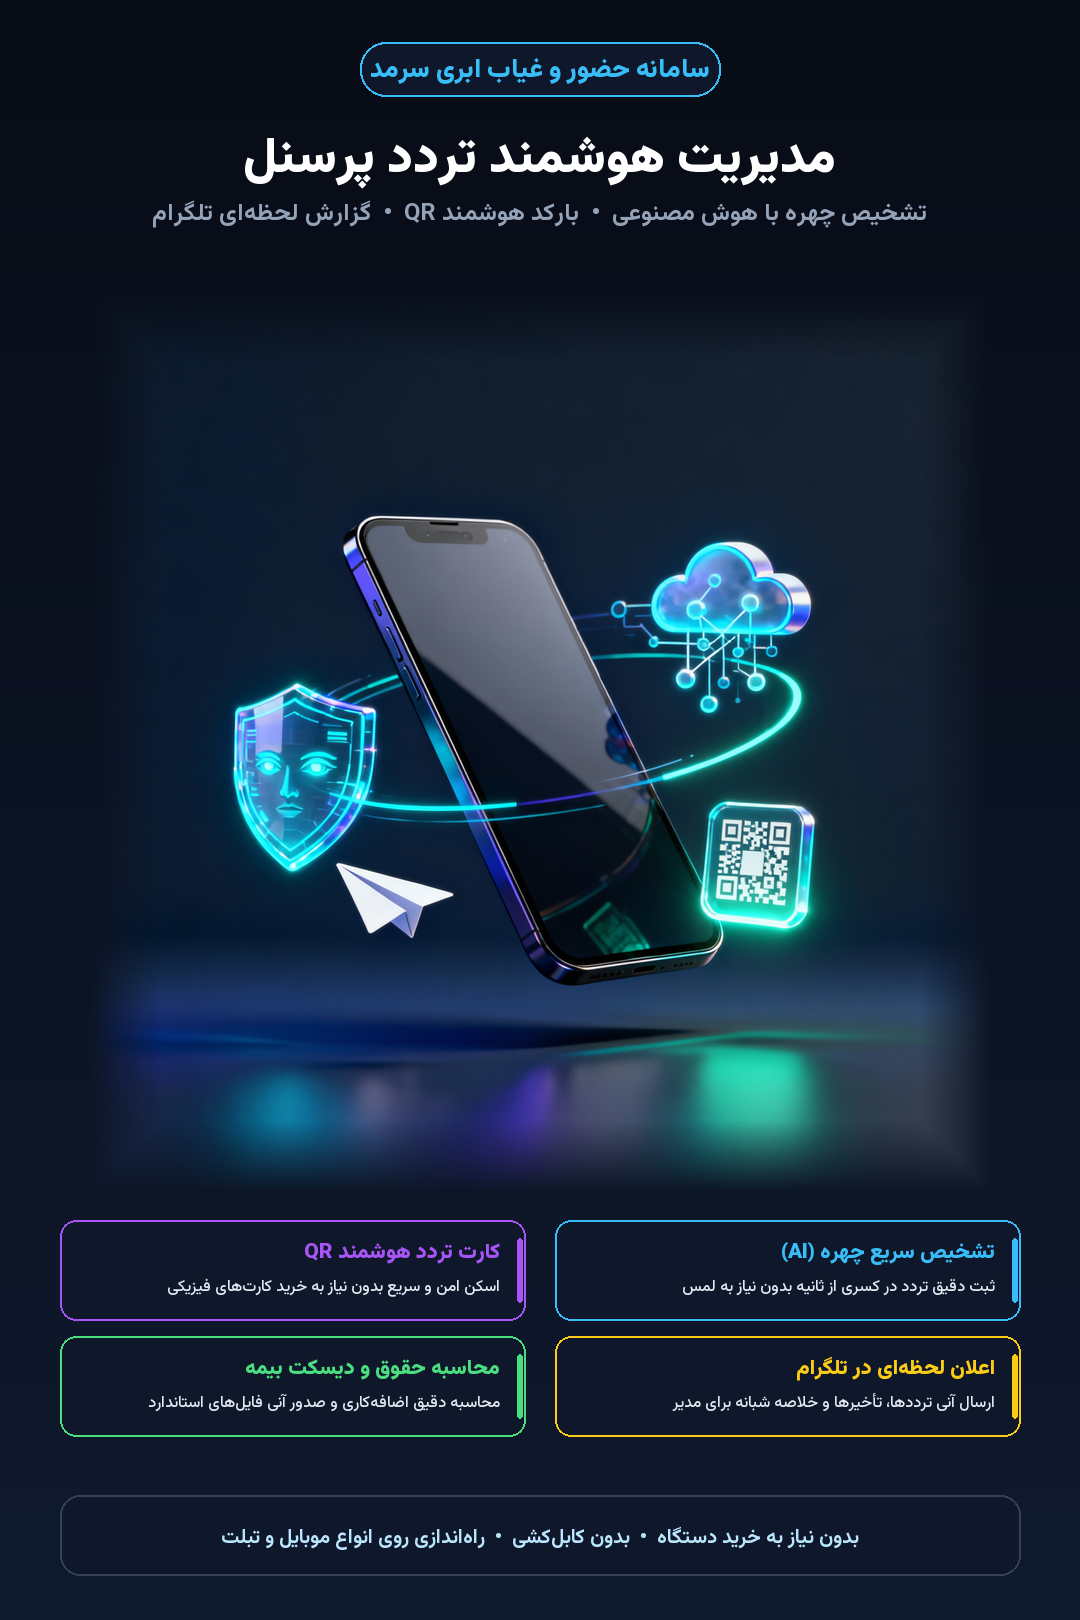 سامانه حضور و غیاب ابری سرمد
مدیریت هوشمند تردد پرسنل
تشخیص چهره با هوش مصنوعی • بارکد هوشمند QR • گزارش لحظه‌ای تلگرام
تشخیص سریع چهره (AI)
ثبت دقیق تردد در کسری از ثانیه بدون نیاز به لمس
کارت تردد هوشمند QR
اسکن امن و سریع بدون نیاز به خرید کارت‌های فیزیکی
اعلان لحظه‌ای در تلگرام
ارسال آنی ترددها، تأخیرها و خلاصه شبانه برای مدیر
محاسبه حقوق و دیسکت بیمه
محاسبه دقیق اضافه‌کاری و صدور آنی فایل‌های استاندارد
بدون نیاز به خرید دستگاه • بدون کابل‌کشی • راه‌اندازی روی انواع موبایل و تبلت